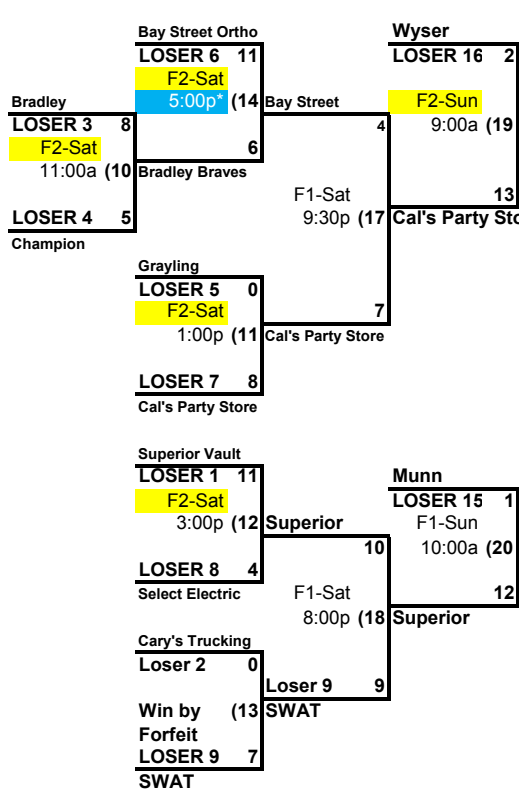 Bay Street Ortho
LOSER 6 11
F2-Sat
5:00p* (14
Bradley
LOSER 3 8
F2-Sat
11:00a (10
LOSER 4 5
Champion
6
Bradley Braves
Bay Street
4
F1-Sat
9:30p (17
7
Cal's Party Store
Grayling
LOSER 5 0
F2-Sat
1:00p (11
LOSER 7 8
Cal's Party Store
Wyser
LOSER 16 2
F2-Sun
9:00a (19
13
Cal's Party Sto
Superior Vault
LOSER 1 11
F2-Sat
3:00p (12
LOSER 8 4
Select Electric
Superior
10
F1-Sat
8:00p (18
Loser 9 9
SWAT
Cary's Trucking
Loser 2 0
Win by (13
Forfeit
LOSER 9 7
SWAT
Munn
LOSER 15 1
F1-Sun
10:00a (20
12
Superior